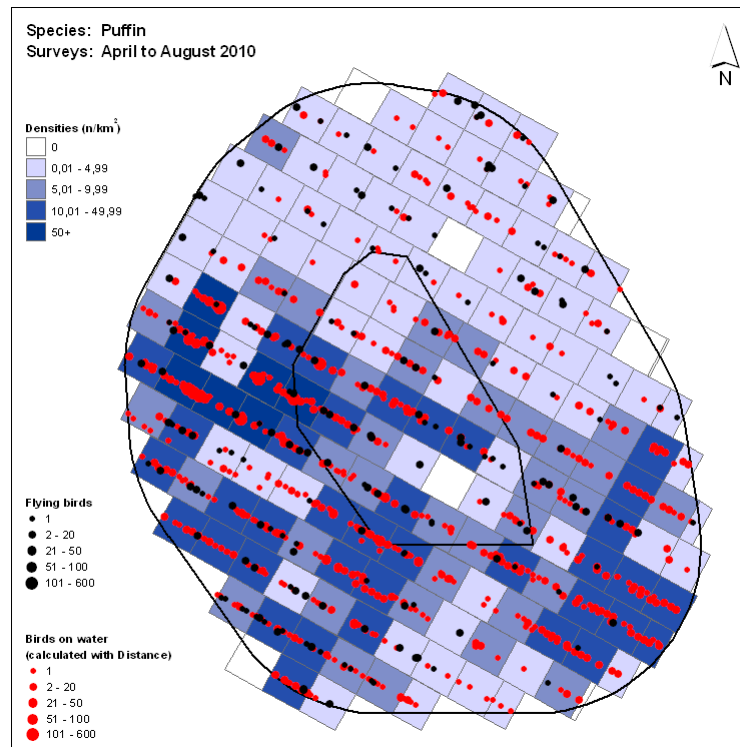 Species: Puffin
Surveys: April to August 2010
N
Densities (n/km²)
0
0,01 - 4,99
5,01 - 9,99
10,01 - 49,99
50+
Flying birds
1
2 - 20
21 - 50
51 - 100
101 - 600
Birds on water
(calculated with Distance)
1
2 - 20
21 - 50
51 - 100
101 - 600